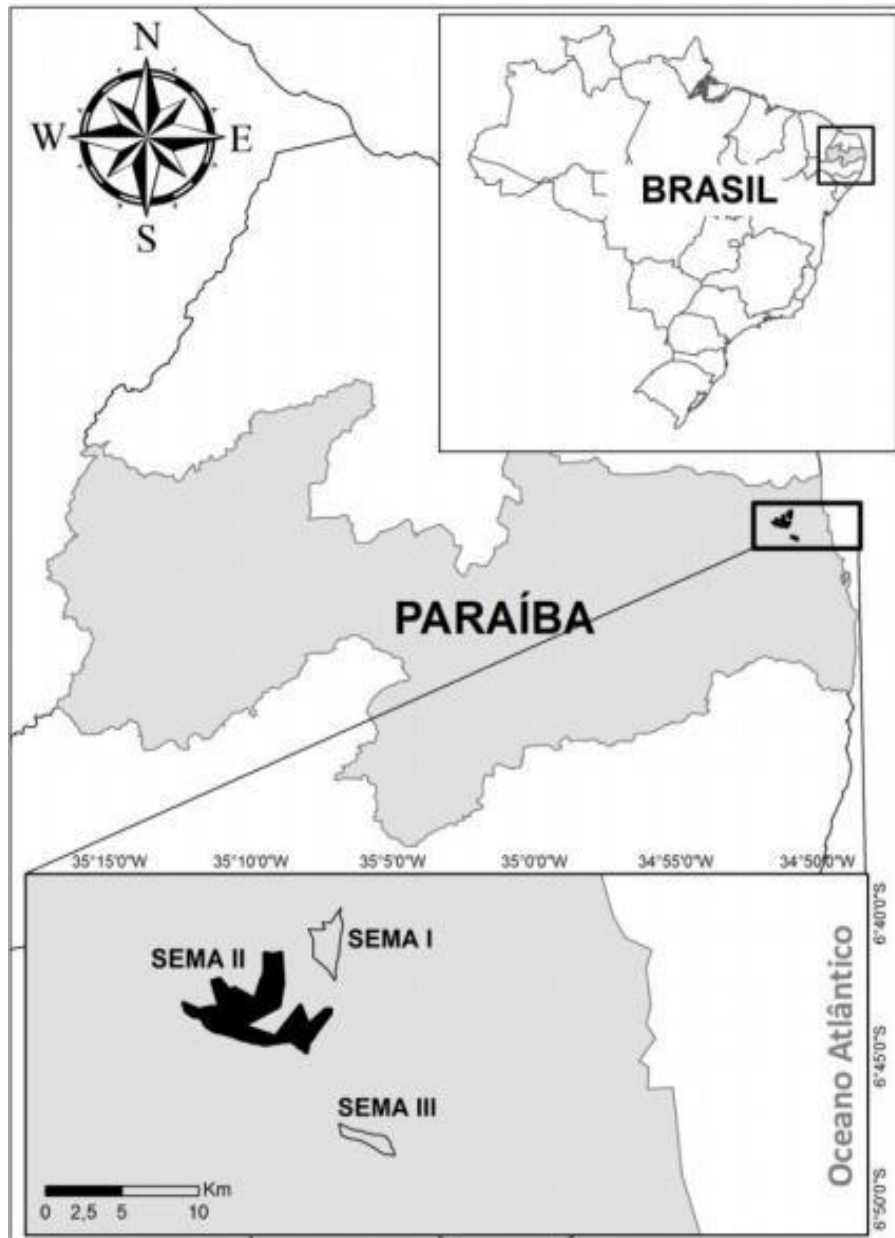 N
W E
S
BRASIL
PARAÍBA
35°15'0"W 35°10'0"W 35°5'0"W 35°0'0"W 34°55'0"W 34°50'0"W
6°40'0"S
6°45'0"S
6°50'0"S
SEMA I
SEMA II
SEMA III
Oceano Atlântico
Km
0 2,5 5 10